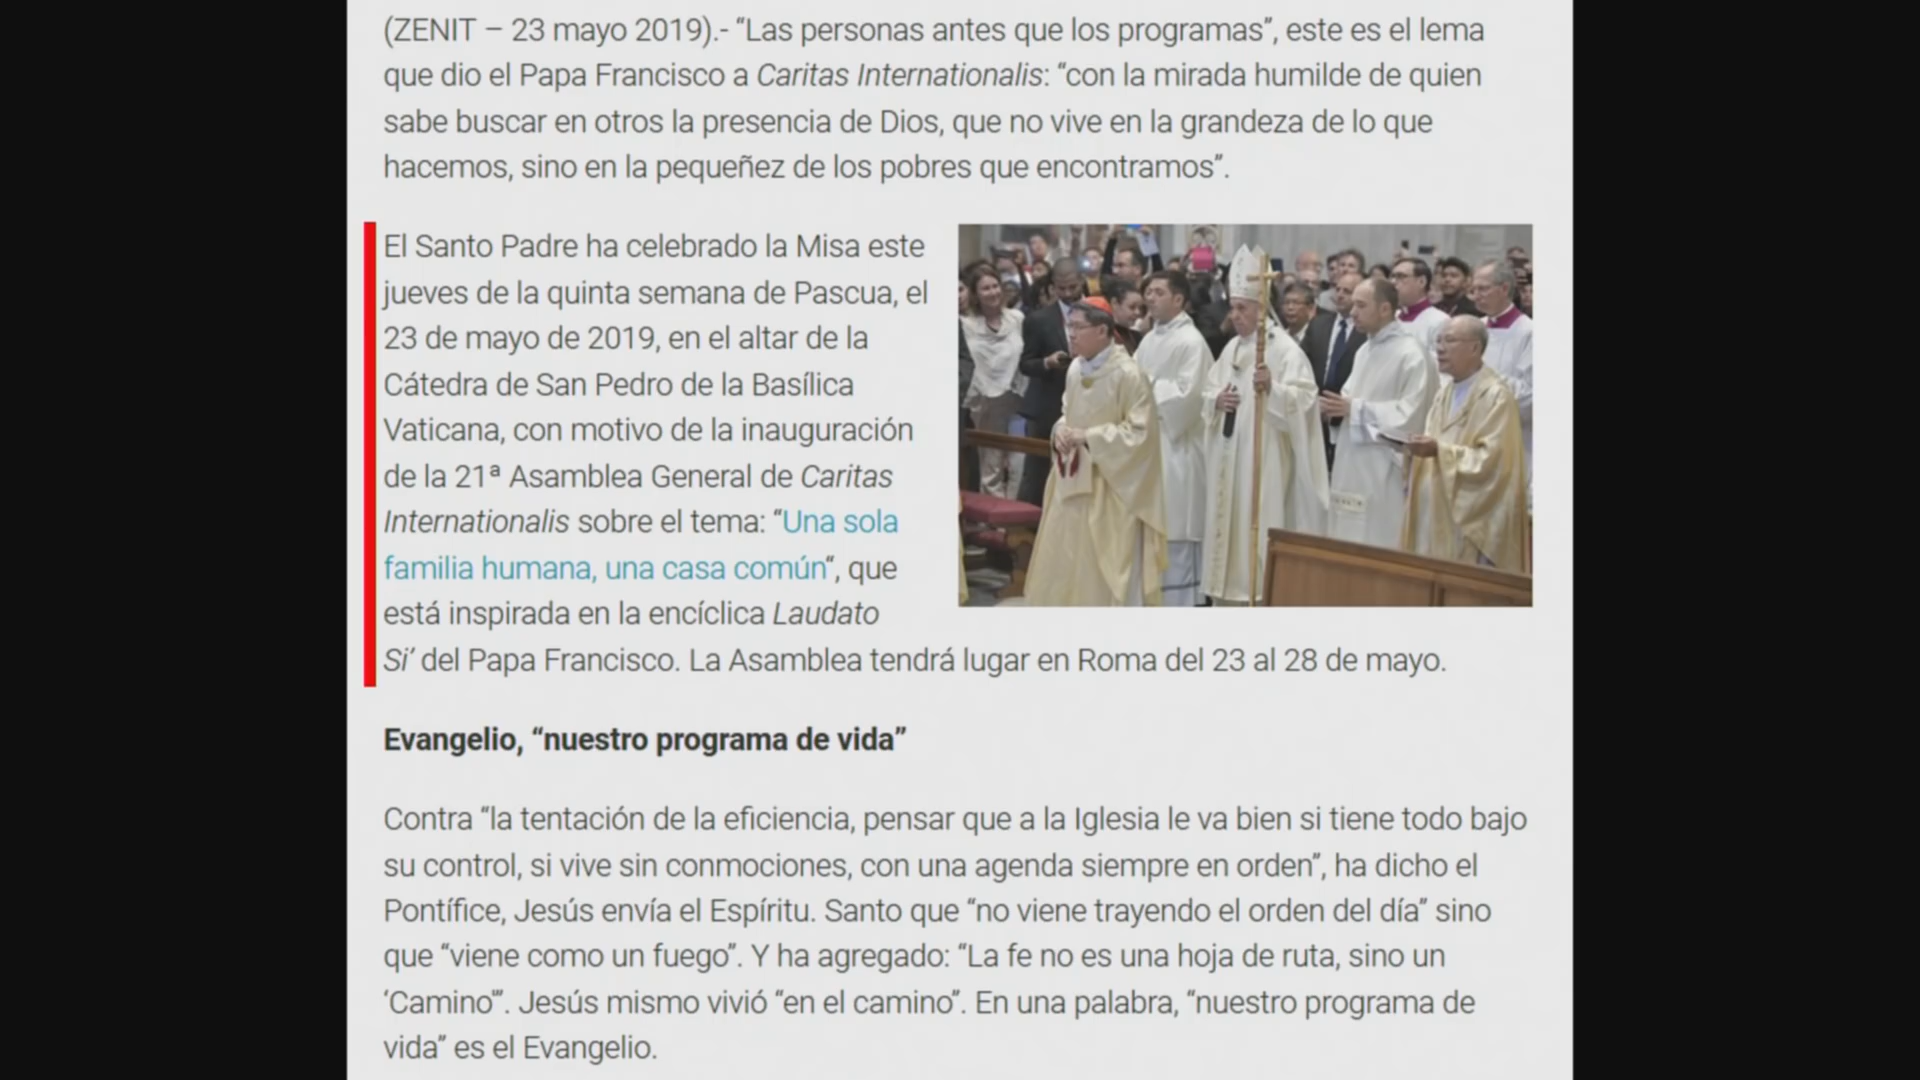 (ZENIT – 23 mayo 2019).- “Las personas antes que los programas”, este es el lema
que dio el Papa Francisco a Caritas Internationalis: “con la mirada humilde de quien
sabe buscar en otros la presencia de Dios, que no vive en la grandeza de lo que
hacemos, sino en la pequeñez de los pobres que encontramos”.
El Santo Padre ha celebrado la Misa este
jueves de la quinta semana de Pascua, el
23 de mayo de 2019, en el altar de la
Cátedra de San Pedro de la Basílica
Vaticana, con motivo de la inauguración
de la 21ª Asamblea General de Caritas
Internationalis sobre el tema: “Una sola
familia humana, una casa común“, que
está inspirada en la encíclica Laudato
Si’ del Papa Francisco. La Asamblea tendrá lugar en Roma del 23 al 28 de mayo.
Evangelio, “nuestro programa de vida”
Contra “la tentación de la eficiencia, pensar que a la Iglesia le va bien si tiene todo bajo
su control, si vive sin conmociones, con una agenda siempre en orden”, ha dicho el
Pontífice, Jesús envía el Espíritu. Santo que “no viene trayendo el orden del día” sino
que “viene como un fuego”. Y ha agregado: “La fe no es una hoja de ruta, sino un
‘Camino’”. Jesús mismo vivió “en el camino”. En una palabra, “nuestro programa de
vida” es el Evangelio.